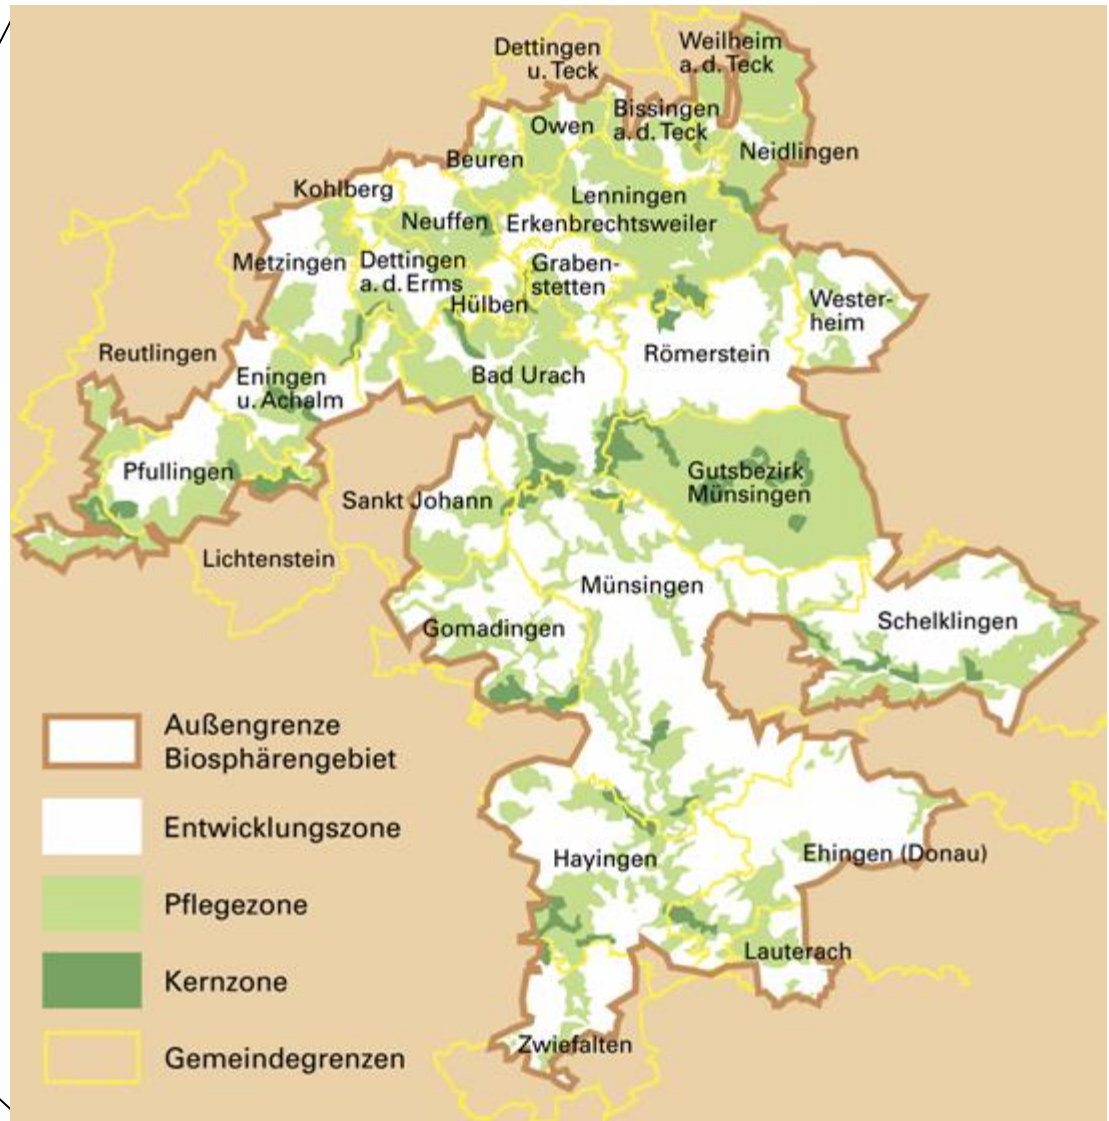 Dettingen
u. Teck
Weilheim
a. d. Teck
Bissingen
a. d. Teck
Owen
Beuren
Neidlingen
Kohlberg
Lenningen
Neuffen
Erkenbrechtsweiler
Metzingen
Dettingen
a. d. Erms
Graben-
stetten
Hülben
Wester-
heim
Reutlingen
Römerstein
Eningen
u. Achalm
Bad Urach
Pfullingen
Gutsbezirk
Münsingen
Sankt Johann
Lichtenstein
Münsingen
Schelklingen
Gomadingen
Außengrenze
Biosphärengebiet
Entwicklungszone
Hayingen
Ehingen (Donau)
Pflegezone
Lauterach
Kernzone
Zwiefalten
Gemeindegrenzen